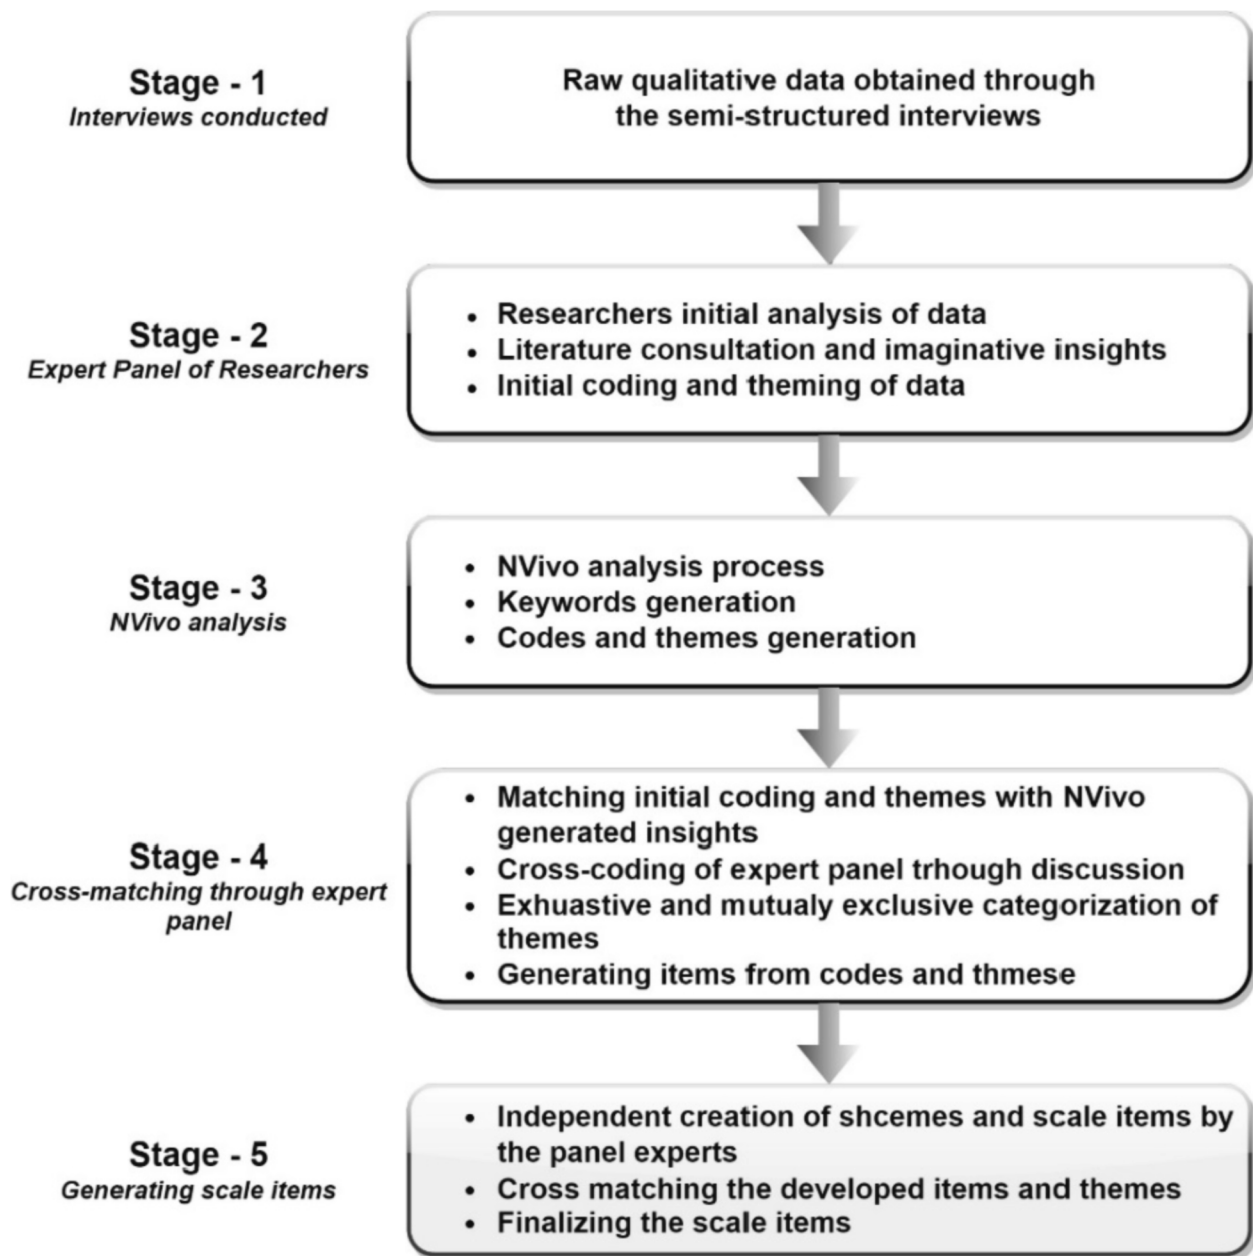 Stage - 1
Interviews conducted
Raw qualitative data obtained through
the semi-structured interviews
Stage - 2
Expert Panel of Researchers
• Researchers initial analysis of data
• Literature consultation and imaginative insights
• Initial coding and theming of data
Stage - 3
NVivo analysis
• NVivo analysis process
• Keywords generation
• Codes and themes generation
Stage - 4
Cross-matching through expert
panel
• Matching initial coding and themes with NVivo
generated insights
• Cross-coding of expert panel trhough discussion
• Exhuastive and mutualy exclusive categorization of
themes
• Generating items from codes and thmese
Stage - 5
Generating scale items
• Independent creation of shcemes and scale items by
the panel experts
• Cross matching the developed items and themes
• Finalizing the scale items